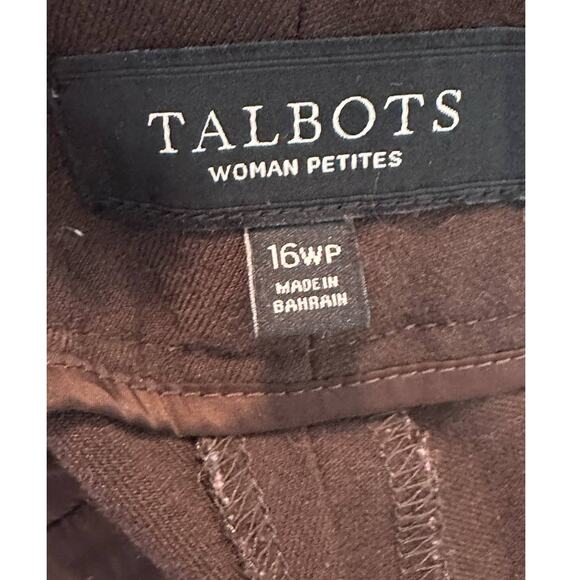 TALBOTS
WOMAN PETITES
16WP
MADE IN
BAHRAIN